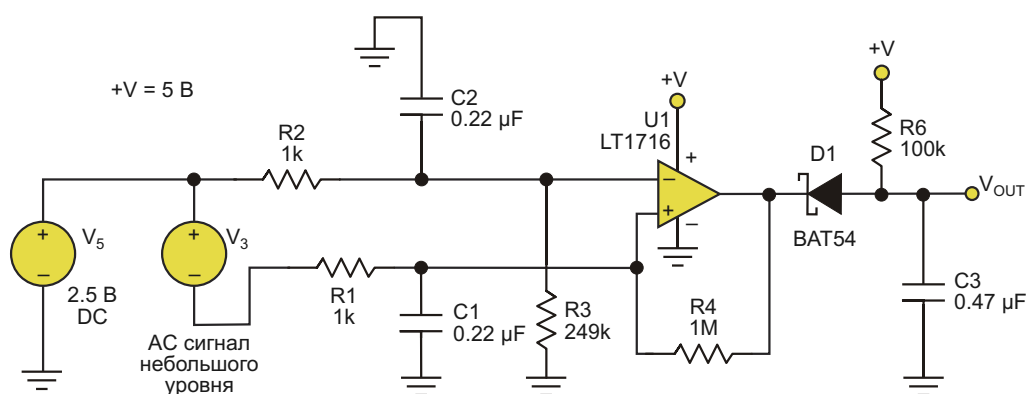 +V = 5 В
C2
0.22 µF
+V
U1
LT1716
+V
R6
100k
R2
1k
D1
BAT54
VOUT
+
−
−
+
+
−
V5
2.5 В
DC
+
−
V3
АС сигнал
небольшого
уровня
R1
1k
C1
0.22 µF
R3
249k
R4
1M
C3
0.47 µF